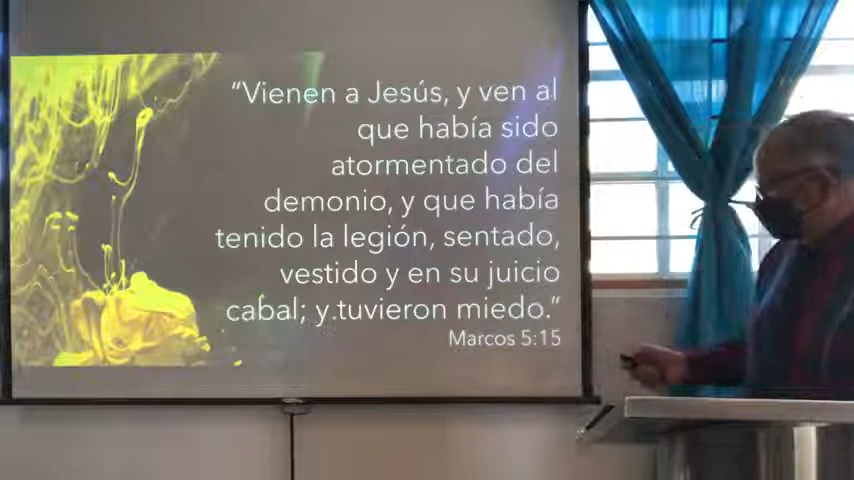 “Vienen a Jesús, y ven al
que había sido
atormentado del
demonio, y que había
tenido la legión, sentado,
vestido y en su juicio
cabal; y tuvieron miedo.”
Marcos 5:15